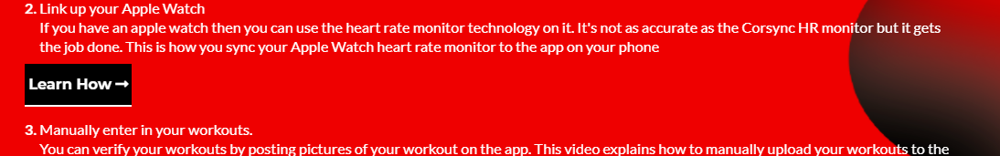 2. Link up your Apple Watch
If you have an apple watch then you can use the heart rate monitor technology on it. It's not as accurate as the Corsync HR monitor but it gets
the job done. This is how you sync your Apple Watch heart rate monitor to the app on your phone
Learn How →
3. Manually enter in your workouts.
You can verify your workouts by posting pictures of your workout on the app. This video explains how to manually upload your workouts to the